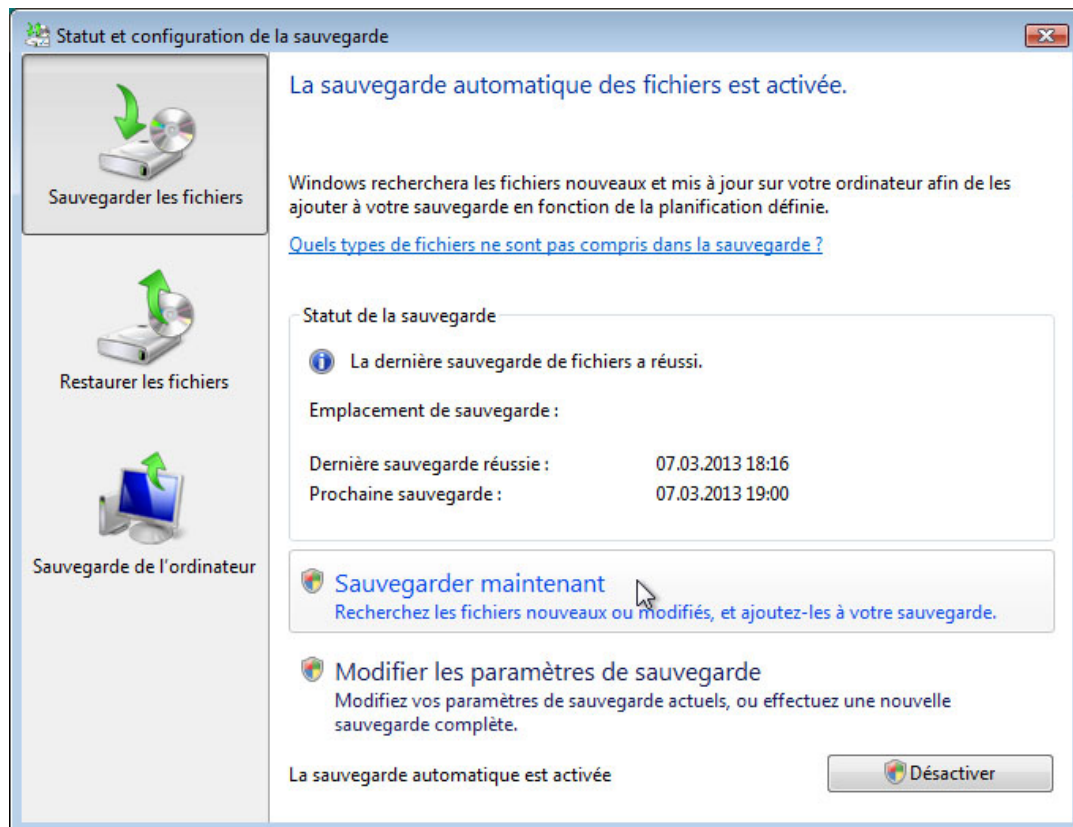 Statut et configuration de la sauvegarde
Sauvegarder les fichiers
Restaurer les fichiers
Sauvegarde de l'ordinateur
La sauvegarde automatique des fichiers est activée.
Windows recherchera les fichiers nouveaux et mis à jour sur votre ordinateur afin de les
ajouter à votre sauvegarde en fonction de la planification définie.
Quels types de fichiers ne sont pas compris dans la sauvegarde ?
Statut de la sauvegarde
La dernière sauvegarde de fichiers a réussi.
Emplacement de sauvegarde :
Dernière sauvegarde réussie : 07.03.2013 18:16
Prochaine sauvegarde : 07.03.2013 19:00
Sauvegarder maintenant
Recherchez les fichiers nouveaux ou modifiés, et ajoutez-les à votre sauvegarde.
Modifier les paramètres de sauvegarde
Modifiez vos paramètres de sauvegarde actuels, ou effectuez une nouvelle
sauvegarde complète.
La sauvegarde automatique est activée
Désactiver